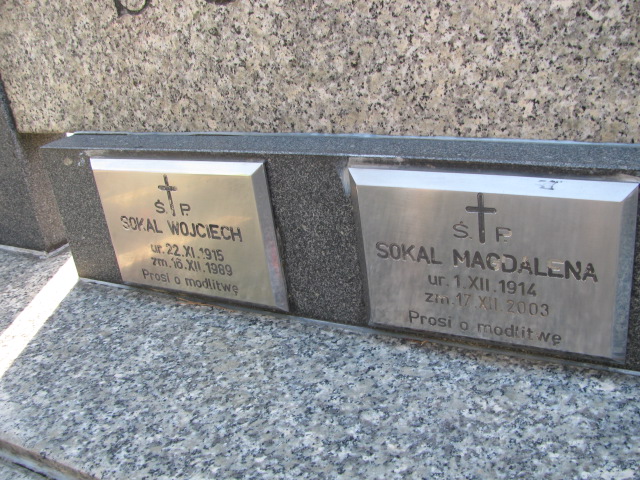 Ś. P.
SOKAL WOJCIECH
ur. 22.XI.1915
zm. 18.XII.1989
Prosi o modlitwę
Ś. P.
SOKAL MAGDALENA
ur. 1.XII.1914
zm. 17.XII.2003
Prosi o modlitwę